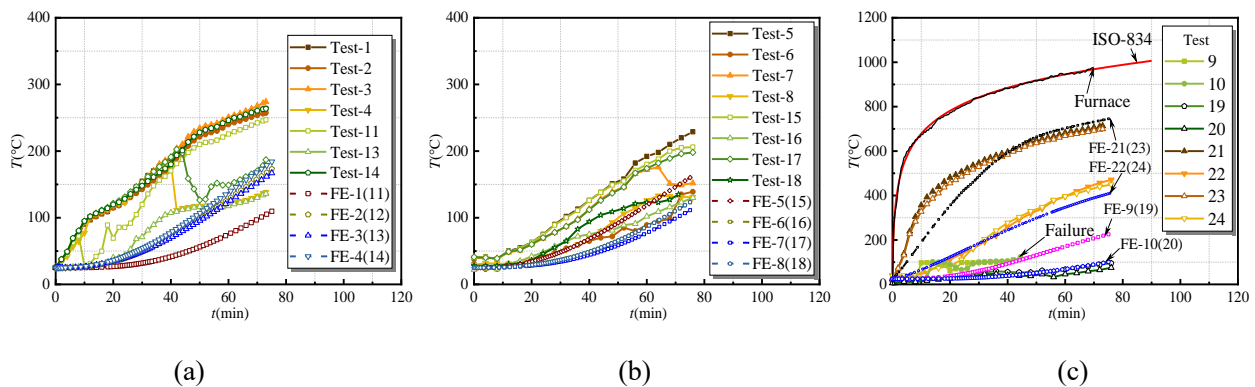 400
300
200
100
0
T(°C)
0 20 40 60 80 100 120
t(min)
Test-1
Test-2
Test-3
Test-4
Test-11
Test-13
Test-14
FE-1(11)
FE-2(12)
FE-3(13)
FE-4(14)
(a)
400
300
200
100
0
T(°C)
0 20 40 60 80 100 120
t(min)
Test-5
Test-6
Test-7
Test-8
Test-15
Test-16
Test-17
Test-18
FE-5(15)
FE-6(16)
FE-7(17)
FE-8(18)
(b)
1200
1000
800
600
400
200
0
T(°C)
0 20 40 60 80 100 120
t(min)
ISO-834
Furnace
FE-21(23)
FE-22(24)
FE-9(19)
Failure
FE-10(20)
Test
9
10
19
20
21
22
23
24
(c)